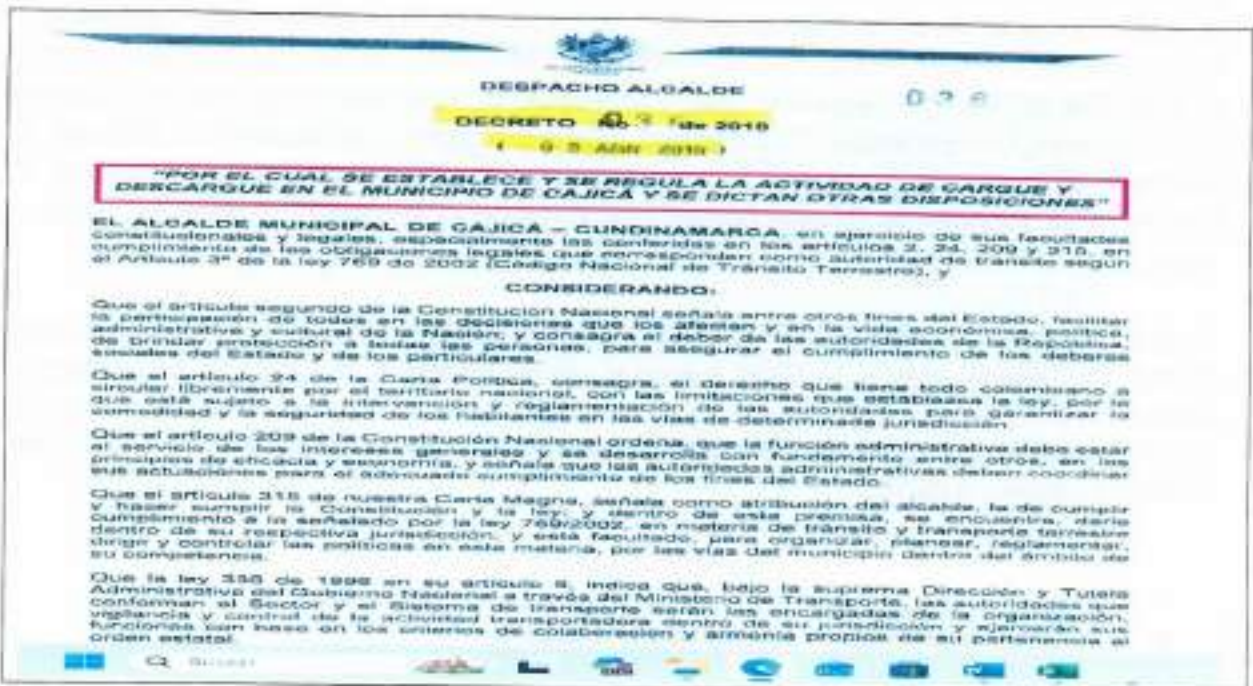 DESPACHO ALCALDE
036
DECRETO No. 03 de 2018
( 05 ABR 2018 )
"POR EL CUAL SE ESTABLECE Y SE REGULA LA ACTIVIDAD DE CARGUE Y
DESCARGUE EN EL MUNICIPIO DE CAJICÁ Y SE DICTAN OTRAS DISPOSICIONES"
EL ALCALDE MUNICIPAL DE CAJICÁ – CUNDINAMARCA, en ejercicio de sus facultades
constitucionales y legales, especialmente las conferidas en los artículos 2, 24, 209 y 315, en
cumplimiento de las obligaciones legales que corresponden como autoridad de tránsito según
el Artículo 3º de la ley 769 de 2002 (Código Nacional de Tránsito Terrestre), y
CONSIDERANDO:
Que el artículo segundo de la Constitución Nacional señala entre otros fines del Estado, facilitar
la participación de todos en las decisiones que los afecten y en la vida económica, política,
administrativa y cultural de la Nación; y consagra el deber de las autoridades de la República,
de brindar protección a todas las personas, para asegurar el cumplimiento de los deberes
sociales del Estado y de los particulares.
Que el artículo 24 de la Carta Política, consagra, el derecho que tiene todo colombiano a
circular libremente por el territorio nacional, con las limitaciones que establezca la ley, por lo
que está sujeto a la intervención y reglamentación de las autoridades para garantizar la
comodidad y la seguridad de los habitantes en las vías de determinada jurisdicción.
Que el artículo 209 de la Constitución Nacional ordena, que la función administrativa debe estar
al servicio de los intereses generales y se desarrolla con fundamento entre otros, en los
principios de eficacia y economía, y señala que las autoridades administrativas deben coordinar
sus actuaciones para el adecuado cumplimiento de los fines del Estado.
Que el artículo 315 de nuestra Carta Magna, señala como atribución del alcalde, la de cumplir
y hacer cumplir la Constitución y la ley; y dentro de esta premisa, se encuentra, darle
cumplimiento a lo señalado por la ley 769/2002, en materia de tránsito y transporte terrestre
dentro de su respectiva jurisdicción, y está facultado, para organizar, planear, reglamentar,
dirigir y controlar las políticas en esta materia, por las vías del municipio dentro del ámbito de
su competencia.
Que la ley 336 de 1996 en su artículo 8, indica que, bajo la suprema Dirección y Tutela
Administrativa del Gobierno Nacional a través del Ministerio de Transporte, las autoridades que
conforman el Sector y el Sistema de transporte serán las encargadas de la organización,
vigilancia y control de la actividad transportadora dentro de su jurisdicción y ejercerán sus
funciones con base en los criterios de colaboración y armonía propios de su pertenencia al
orden estatal.
Buscar